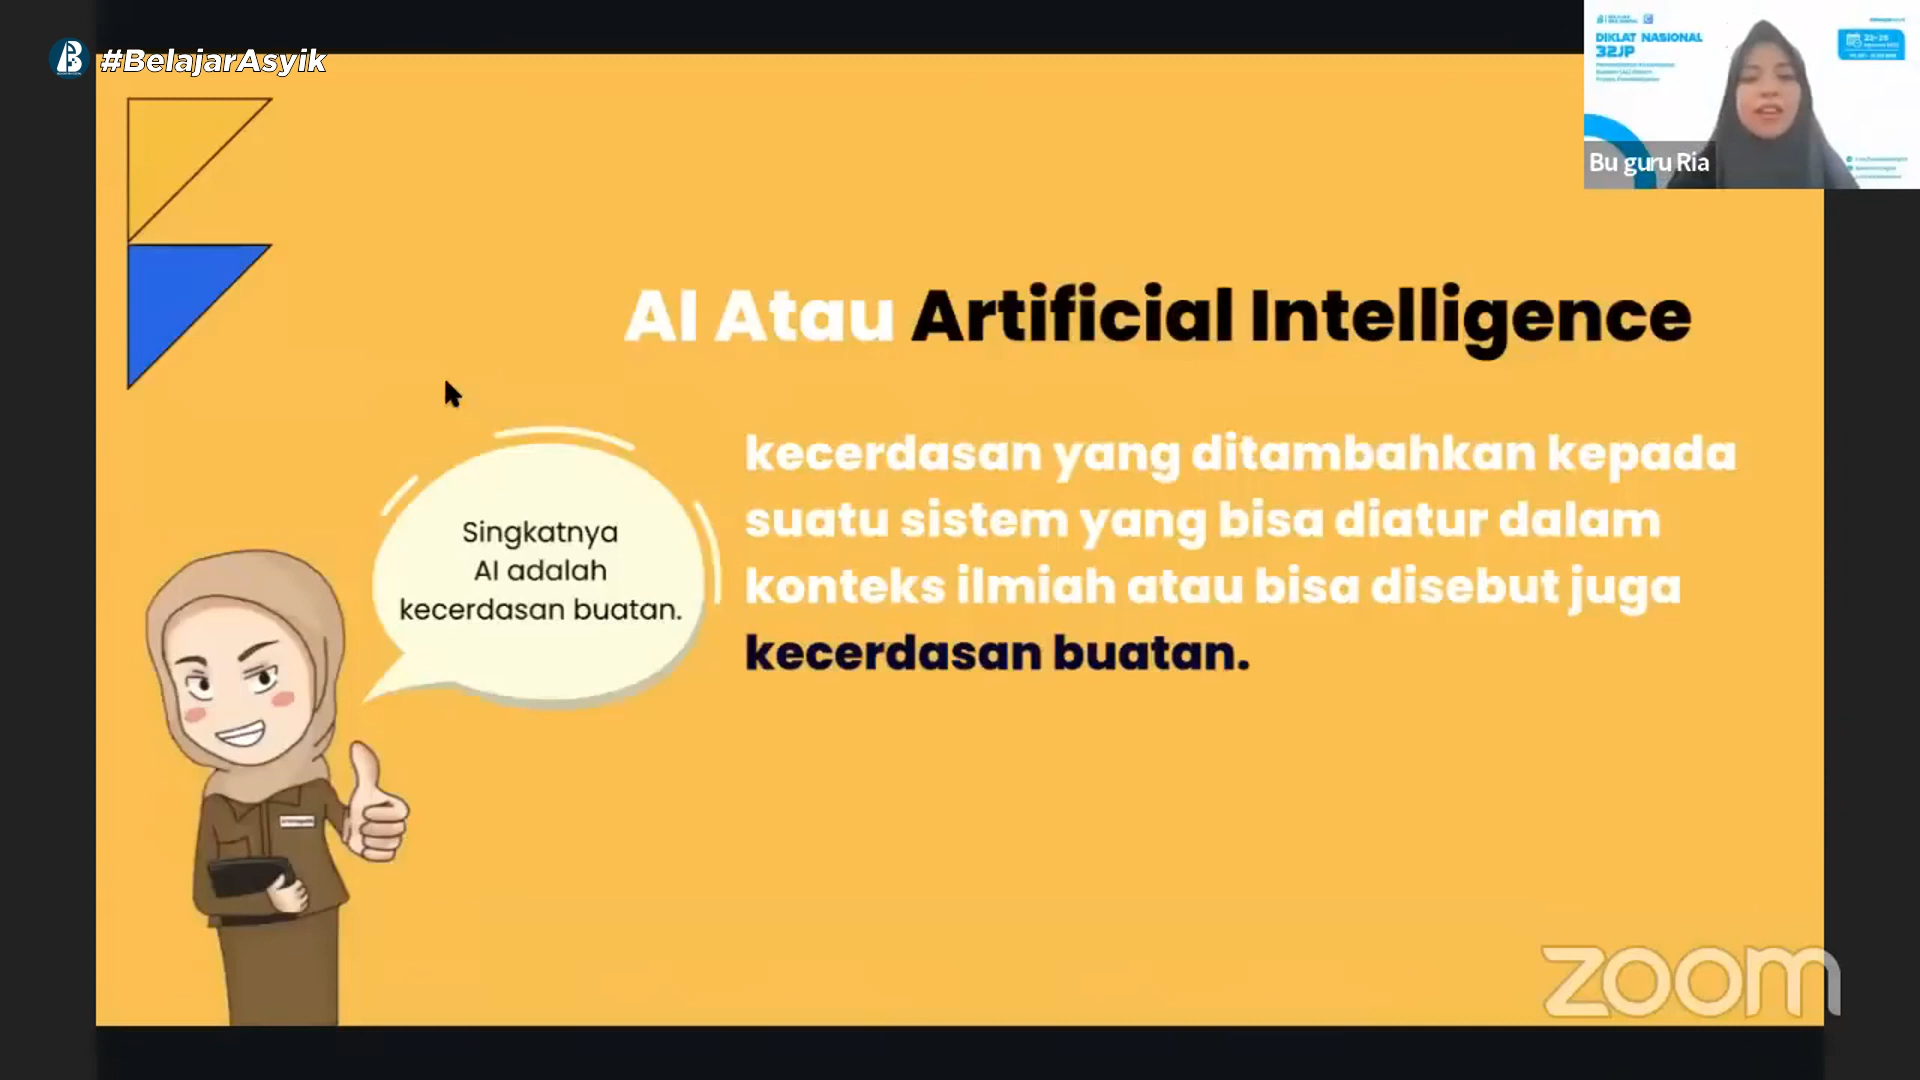 #BelajarAsyik
DIKLAT NASIONAL
32JP
Bu guru Ria
AI Atau Artificial Intelligence
kecerdasan yang ditambahkan kepada
suatu sistem yang bisa diatur dalam
konteks ilmiah atau bisa disebut juga
kecerdasan buatan.
Singkatnya
AI adalah
kecerdasan buatan.
zoom